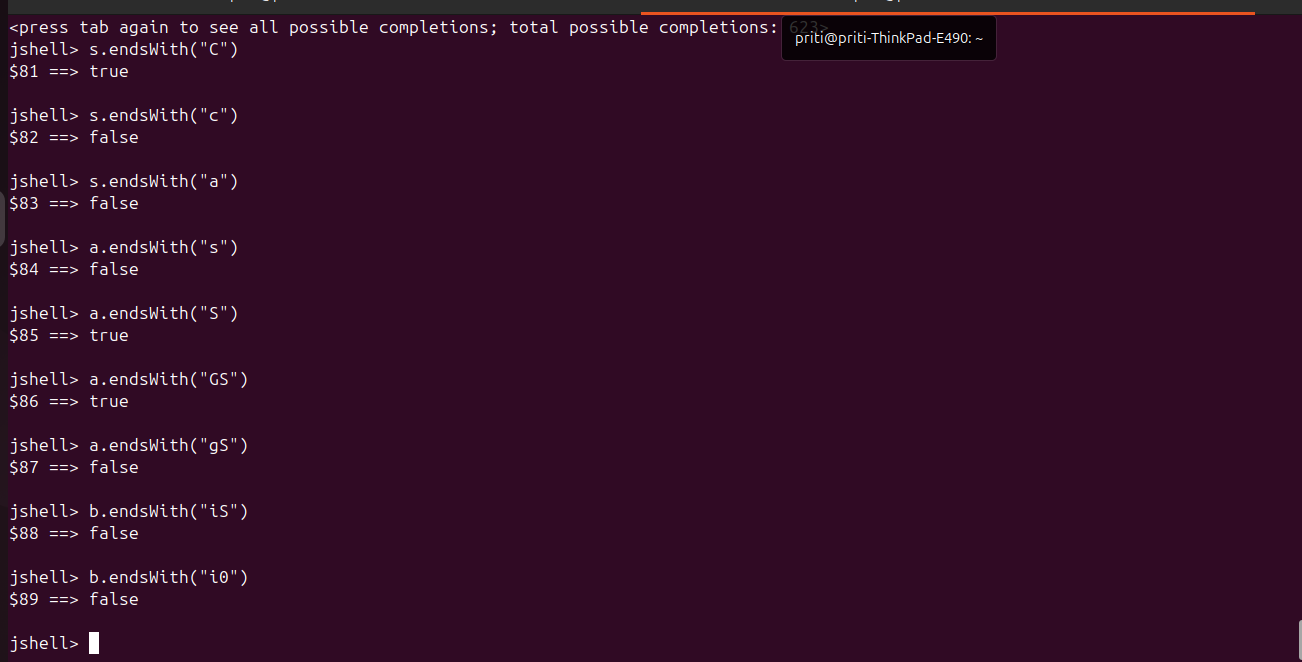 <press tab again to see all possible completions; total possible completions: 623>
priti@priti-ThinkPad-E490: ~
jshell> s.endsWith("C")
$81 ==> true
jshell> s.endsWith("c")
$82 ==> false
jshell> s.endsWith("a")
$83 ==> false
jshell> a.endsWith("s")
$84 ==> false
jshell> a.endsWith("S")
$85 ==> true
jshell> a.endsWith("GS")
$86 ==> true
jshell> a.endsWith("gS")
$87 ==> false
jshell> b.endsWith("iS")
$88 ==> false
jshell> b.endsWith("i0")
$89 ==> false
jshell>